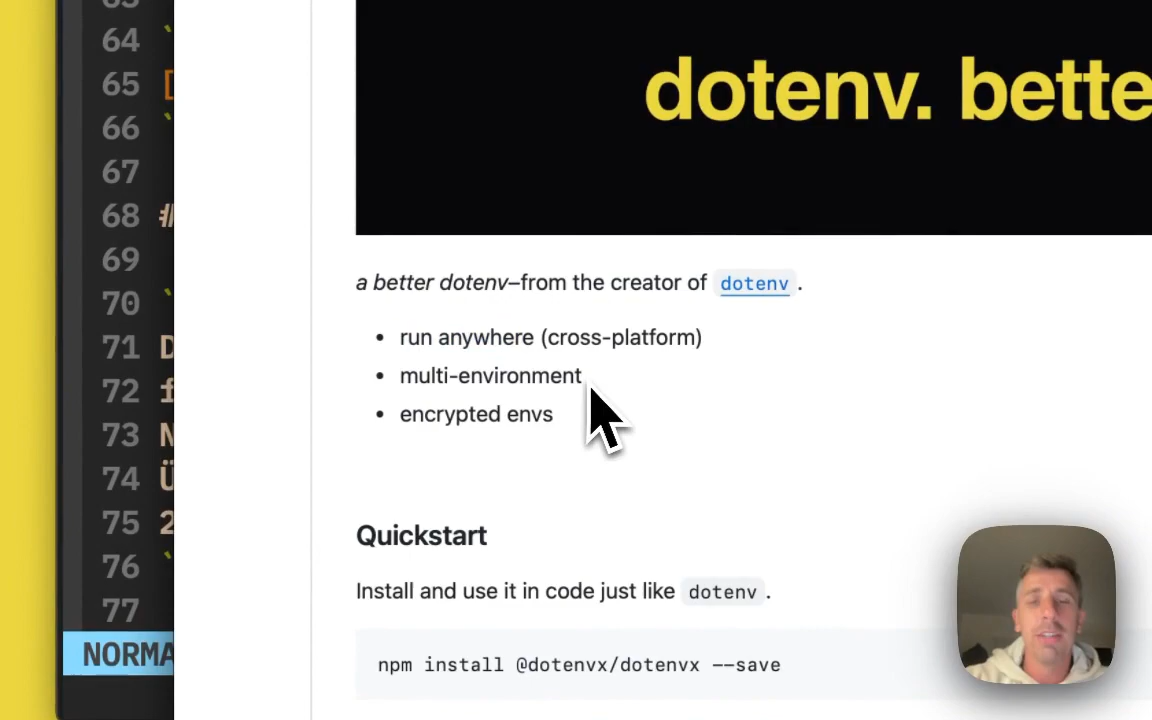 64 `
65 [
66 `
67
68 #
69
70 `
71 D
72 f
73 N
74 Ü
75 2
76 `
77
NORMA
dotenv. bette
a better dotenv–from the creator of dotenv.
• run anywhere (cross-platform)
• multi-environment
• encrypted envs
Quickstart
Install and use it in code just like dotenv.
npm install @dotenvx/dotenvx --save